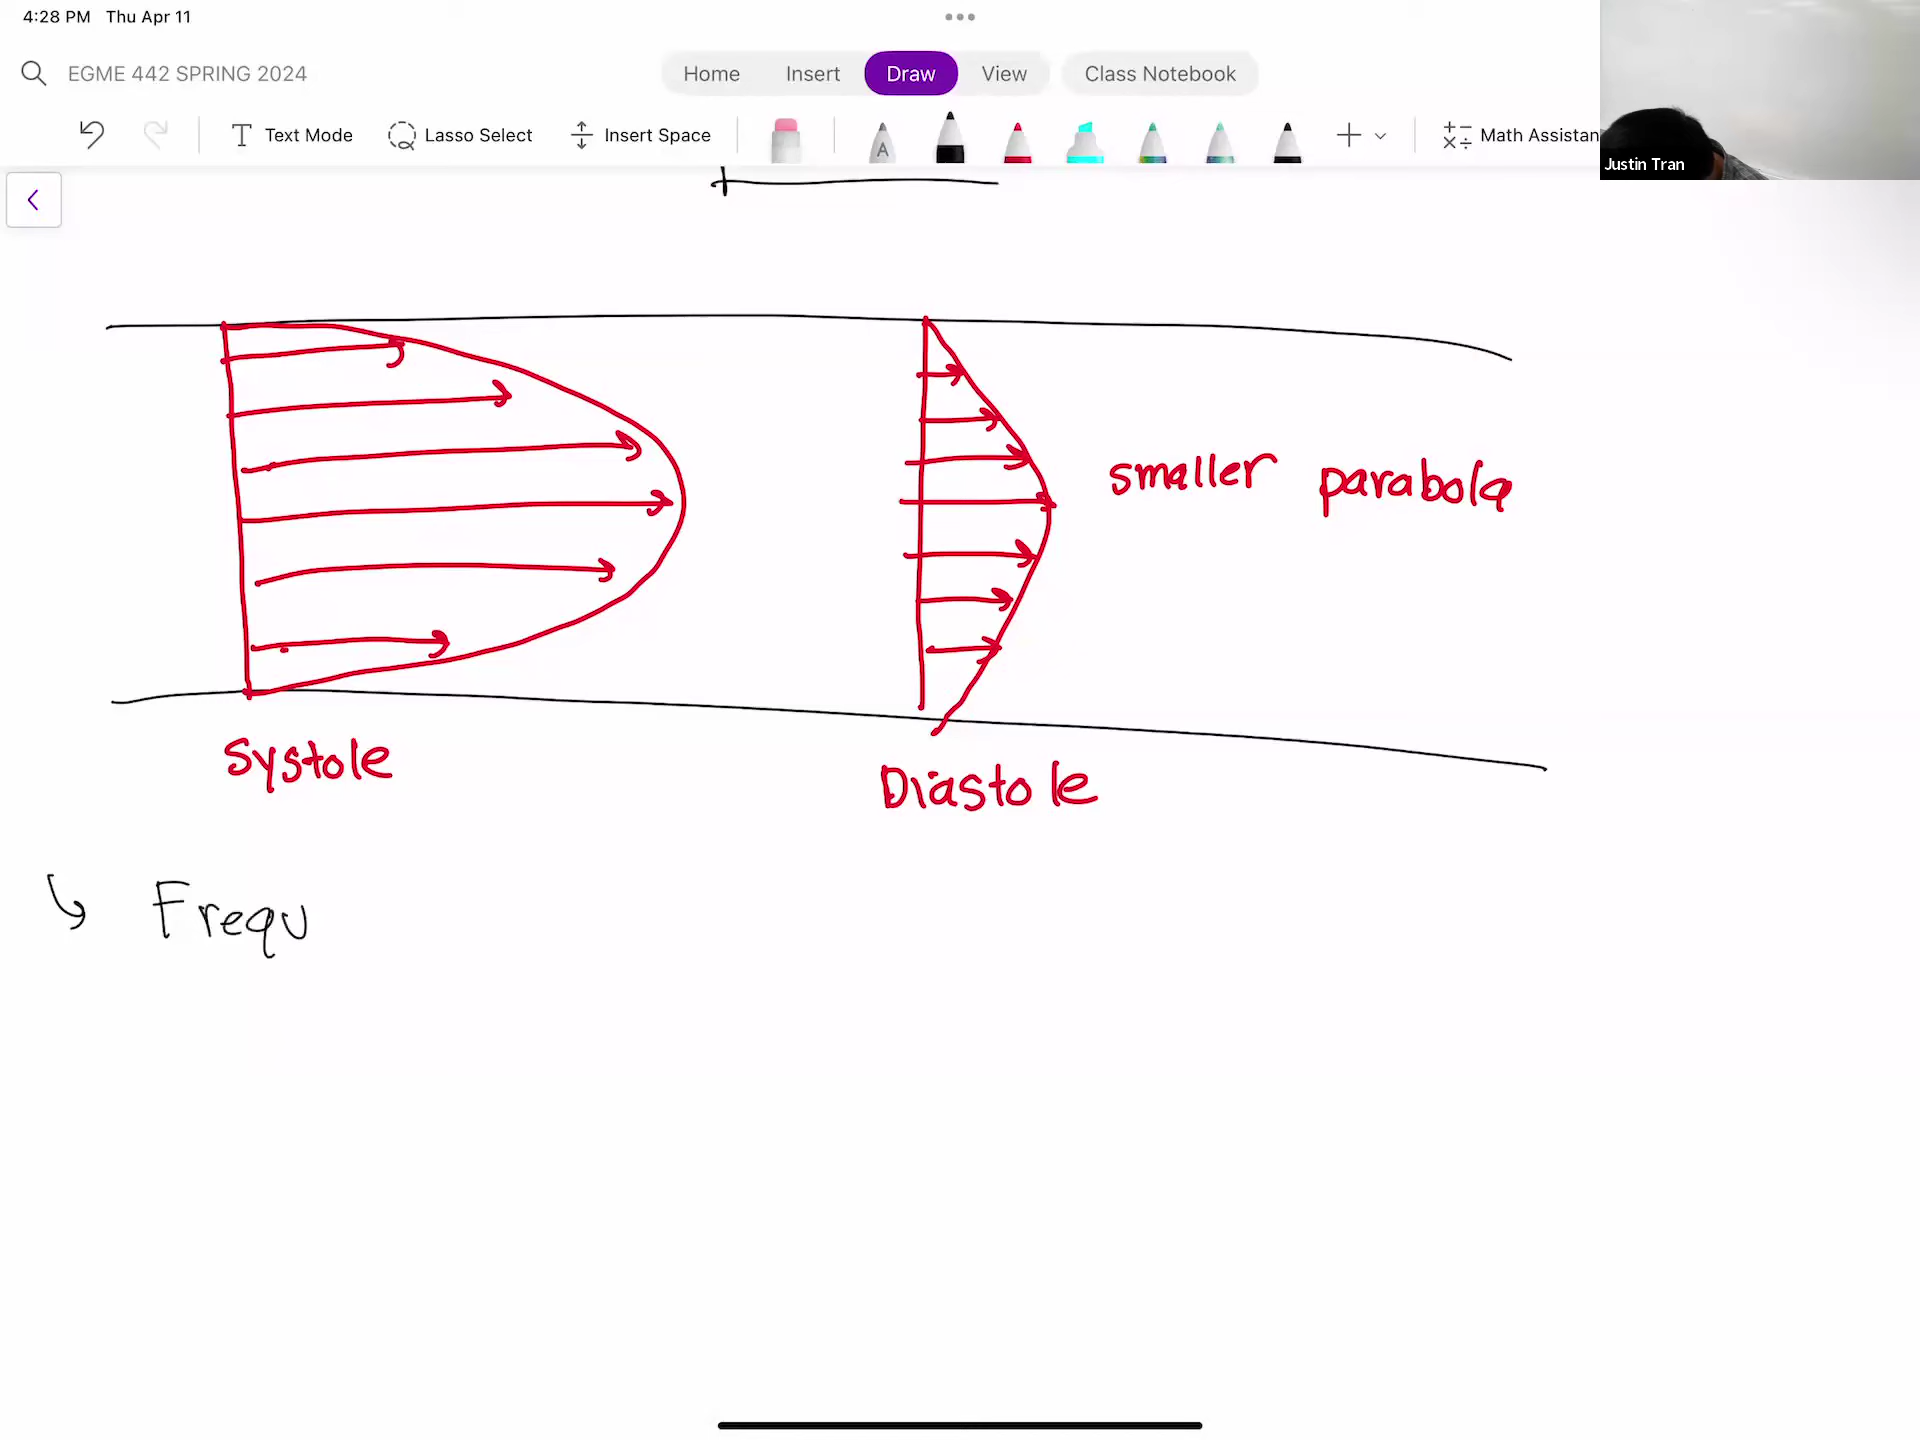 4:28 PM Thu Apr 11
EGME 442 SPRING 2024
Home Insert Draw View Class Notebook
Text Mode Lasso Select Insert Space A Math Assistan
Justin Tran
smaller parabola
Systole
Diastole
Frequ